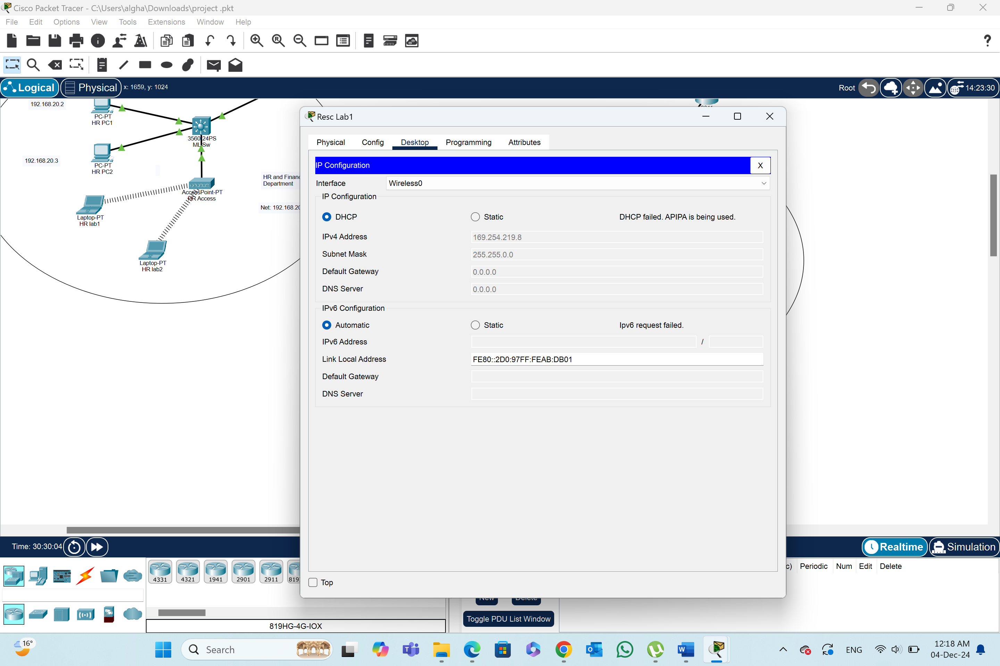 Cisco Packet Tracer - C:\Users\algha\Downloads\project .pkt
File Edit Options View Tools Extensions Window Help
?
Logical Physical x: 1659, y: 1024 Root 14:23:30
192.168.20.2
PC-PT
HR PC1
3560-24PS
ML Sw
192.168.20.3
PC-PT
HR PC2
HR and Financ
Department
AccessPoint-PT
HR Access
Net: 192.168.20
Laptop-PT
HR lab1
Laptop-PT
HR lab2
Resc Lab1
Physical Config Desktop Programming Attributes
IP Configuration X
Interface Wireless0
IP Configuration
DHCP Static DHCP failed. APIPA is being used.
IPv4 Address 169.254.219.8
Subnet Mask 255.255.0.0
Default Gateway 0.0.0.0
DNS Server 0.0.0.0
IPv6 Configuration
Automatic Static Ipv6 request failed.
IPv6 Address /
Link Local Address FE80::2D0:97FF:FEAB:DB01
Default Gateway
DNS Server
Top
Time: 30:30:04 Realtime Simulation
4331 4321 1941 2901 2911 819
c) Periodic Num Edit Delete
New Delete
Toggle PDU List Window
819HG-4G-IOX
16° Search ENG 12:18 AM
04-Dec-24